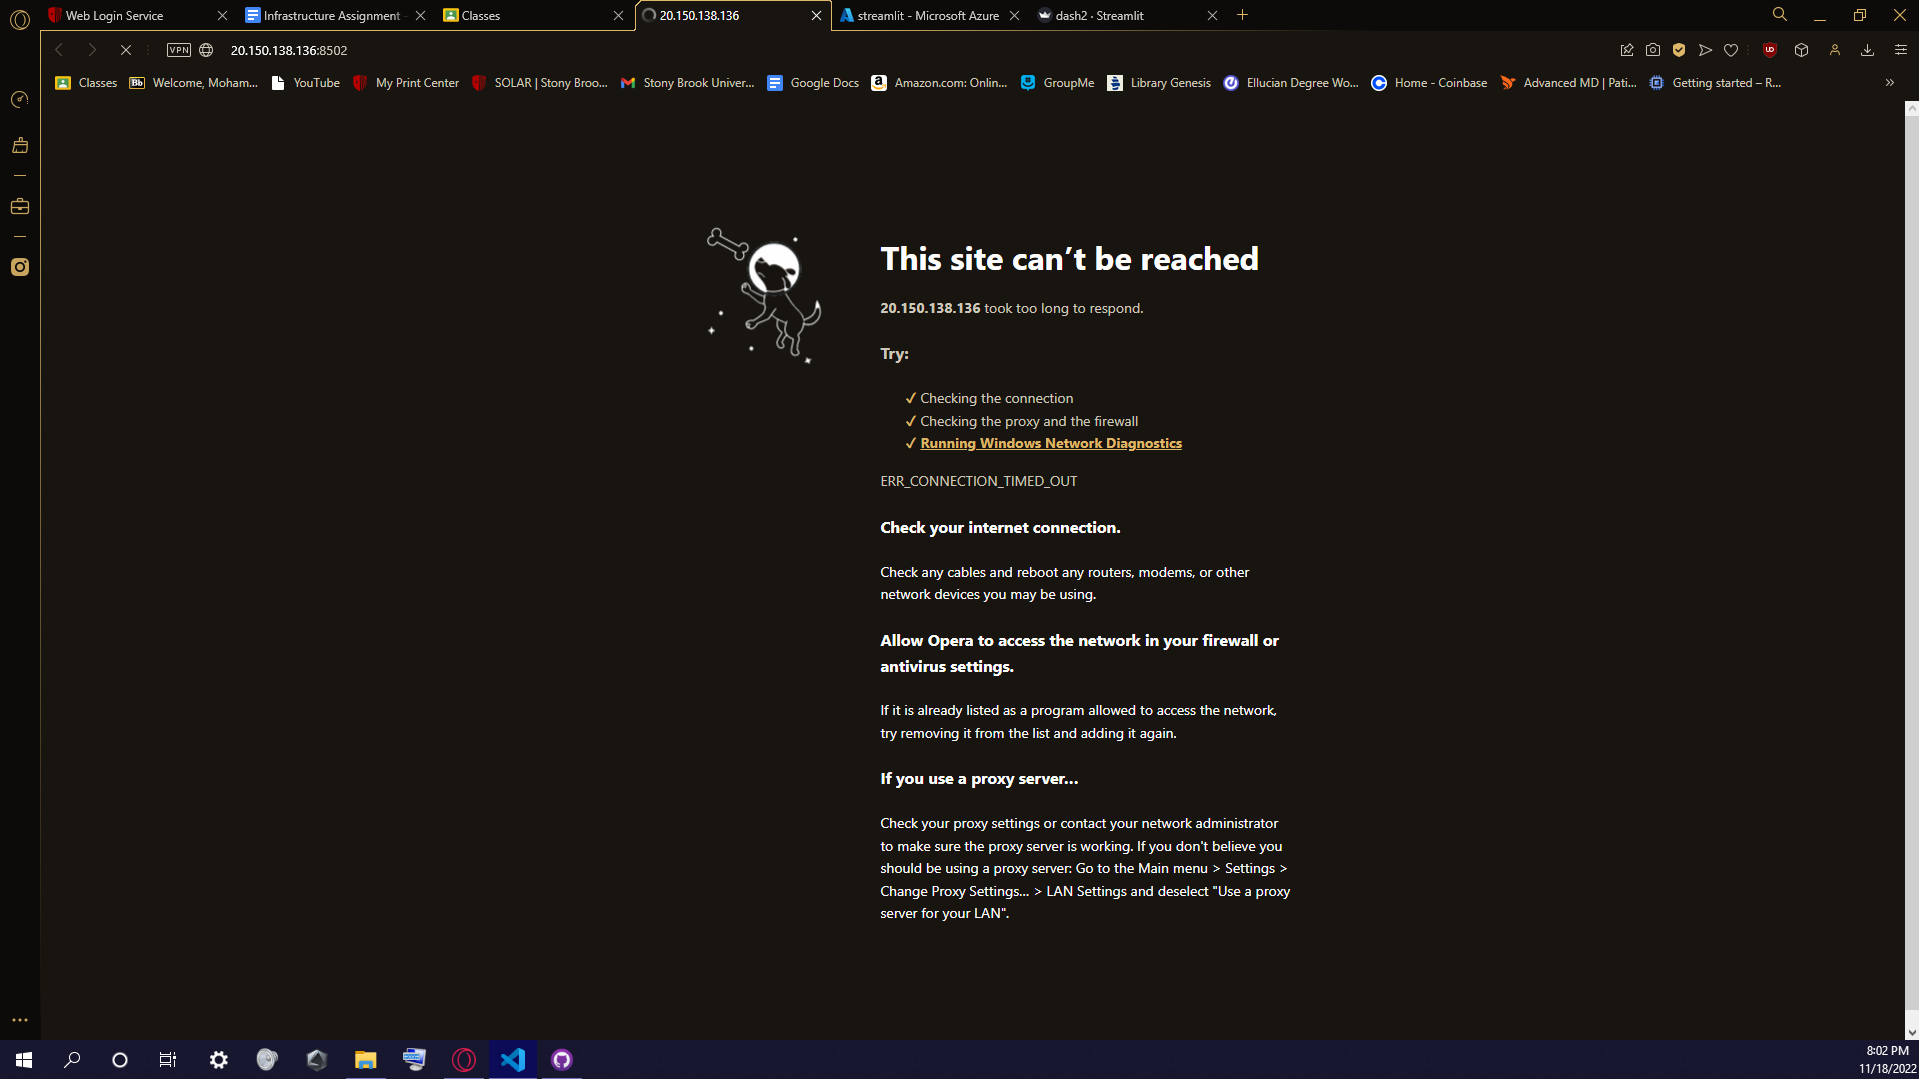 Web Login Service
Infrastructure Assignment
Classes
20.150.138.136
streamlit - Microsoft Azure
dash2 · Streamlit
VPN
20.150.138.136:8502
Classes
Bb Welcome, Moham...
YouTube
My Print Center
SOLAR | Stony Broo...
Stony Brook Univer...
Google Docs
Amazon.com: Onlin...
GroupMe
Library Genesis
Ellucian Degree Wo...
Home - Coinbase
Advanced MD | Pati...
Getting started – R...
This site can’t be reached
20.150.138.136 took too long to respond.
Try:
✓ Checking the connection
✓ Checking the proxy and the firewall
✓ Running Windows Network Diagnostics
ERR_CONNECTION_TIMED_OUT
Check your internet connection.
Check any cables and reboot any routers, modems, or other
network devices you may be using.
Allow Opera to access the network in your firewall or
antivirus settings.
If it is already listed as a program allowed to access the network,
try removing it from the list and adding it again.
If you use a proxy server…
Check your proxy settings or contact your network administrator
to make sure the proxy server is working. If you don't believe you
should be using a proxy server: Go to the Main menu > Settings >
Change Proxy Settings… > LAN Settings and deselect "Use a proxy
server for your LAN".
8:02 PM
11/18/2022